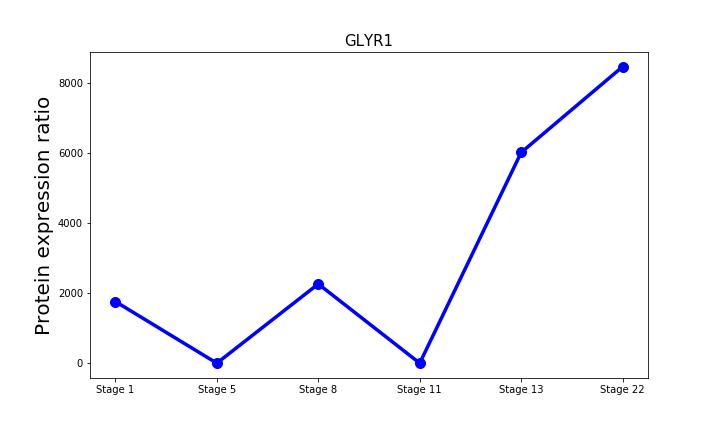 GLYR1
Protein expression ratio
8000
6000
4000
2000
0
Stage 1
Stage 5
Stage 8
Stage 11
Stage 13
Stage 22